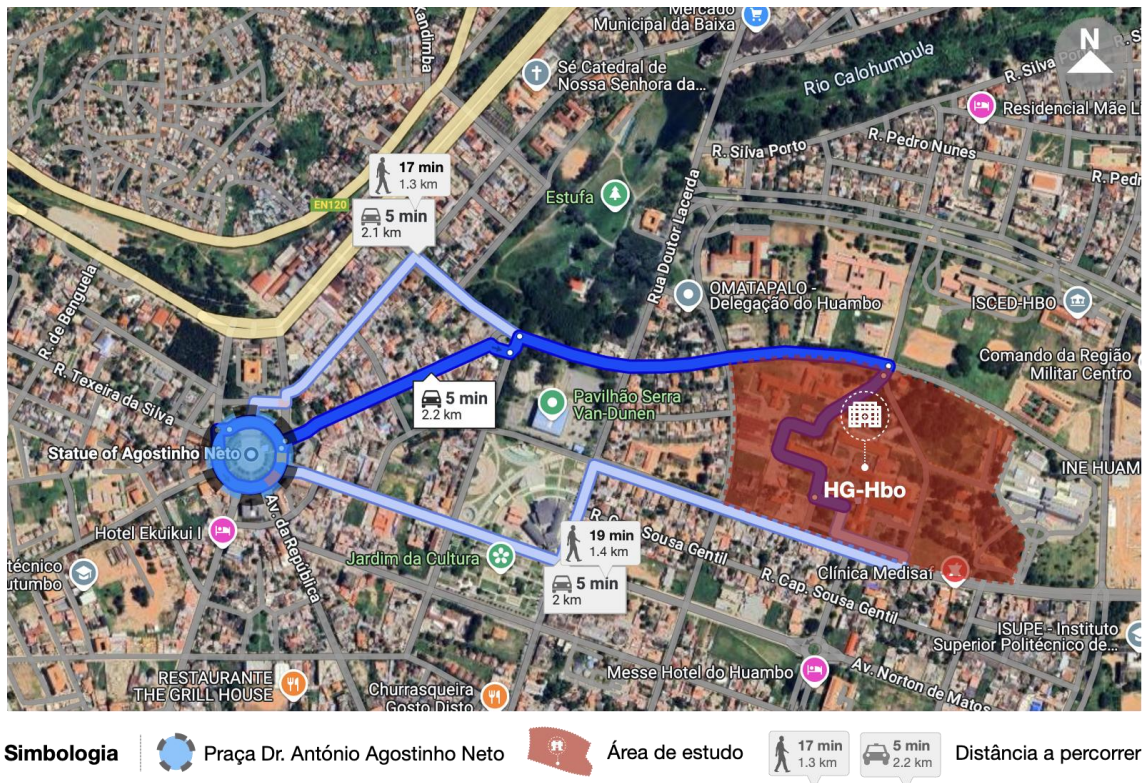 Mercado
Municipal da Baixa
N
Xandimba
Sé Catedral de
Nossa Senhora da...
Rio Calohumbula
R. Silva Porto
R. S
Residencial Mãe L
R. Pedro Nunes
R. Silva Porto
R. Ped
17 min
1.3 km
5 min
2.1 km
EN120
Estufa
Rua Doutor Lacerda
R. de Benguela
OMATAPALO -
Delegação do Huambo
ISCED-HBO
R. Texeira da Silva
Comando da Região
Militar Centro
5 min
2.2 km
Pavilhão Serra
Van-Dunen
Statue of Agostinho Neto
HG-Hbo
INE HUAM
Hotel Ekuikui I
Av. da República
R. C
Sousa Gentil
19 min
1.4 km
Jardim da Cultura
5 min
2 km
técnico
utumbo
Clínica Medisaí
R. Cap. Sousa Gentil
ISUPE - Instituto
Superior Politécnico de...
Messe Hotel do Huambo
Av. Norton de Matos
RESTAURANTE
THE GRILL HOUSE
Churrasqueira
Gosto Disto
Simbologia
Praça Dr. António Agostinho Neto
Área de estudo
17 min
1.3 km
5 min
2.2 km
Distância a percorrer